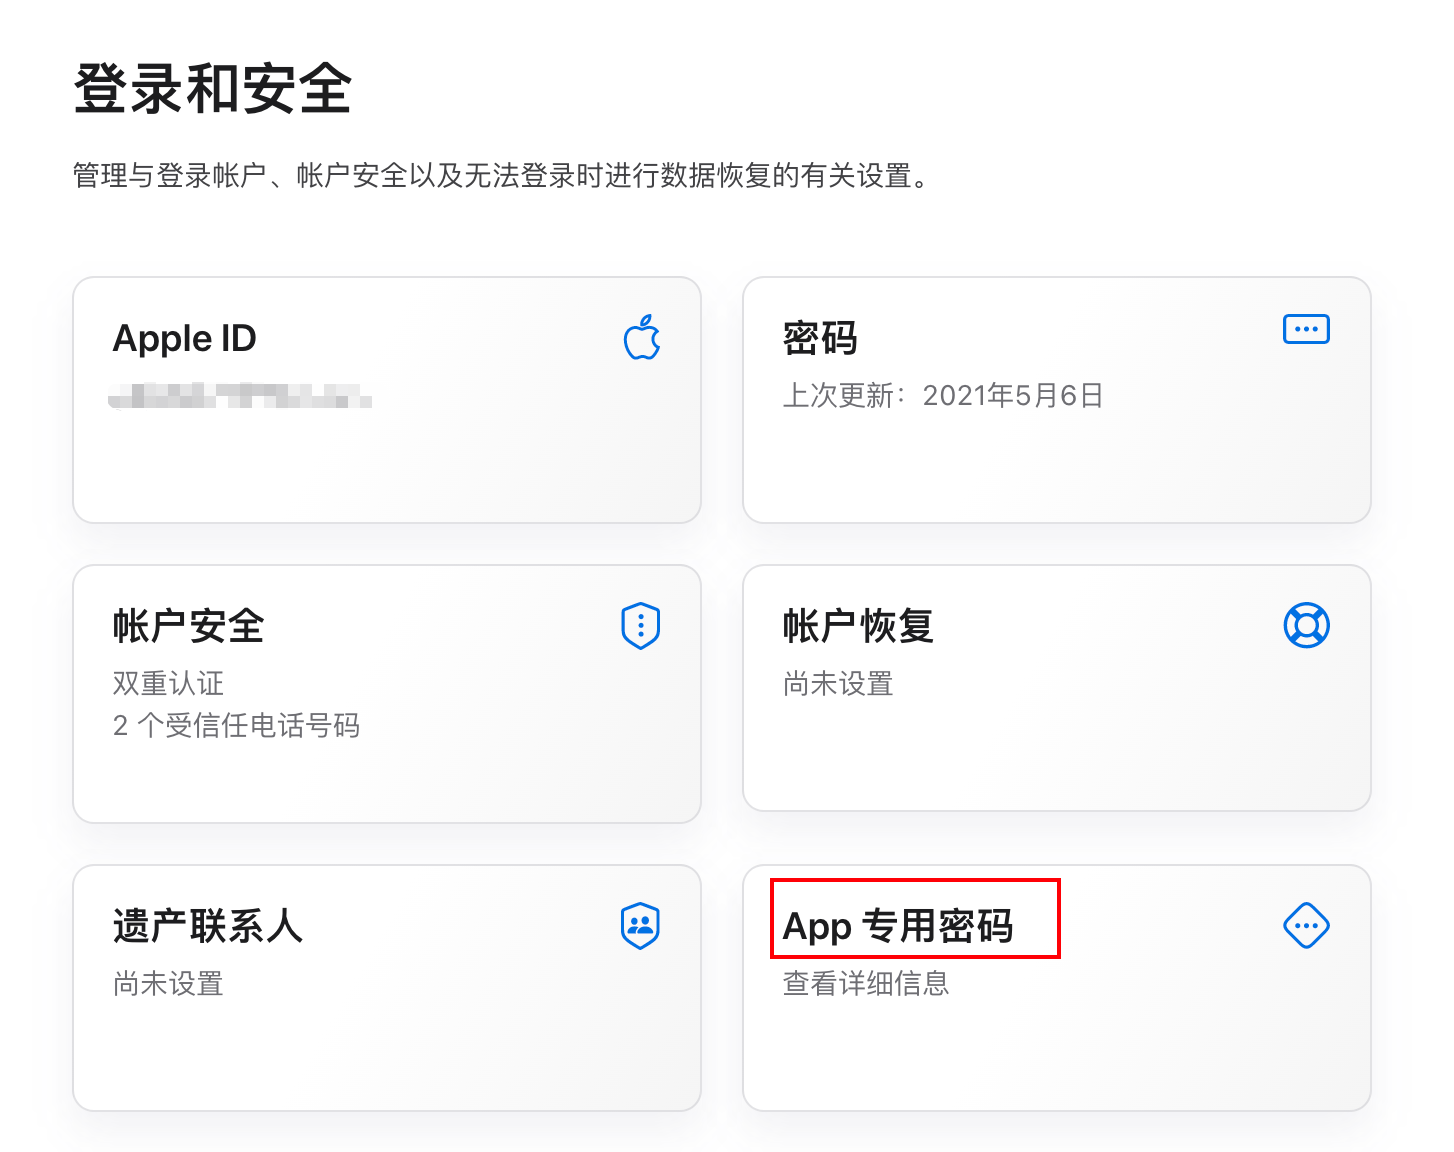 登录和安全
管理与登录帐户、帐户安全以及无法登录时进行数据恢复的有关设置。
Apple ID
密码
上次更新：2021年5月6日
帐户安全
双重认证
2 个受信任电话号码
帐户恢复
尚未设置
遗产联系人
尚未设置
App 专用密码
查看详细信息